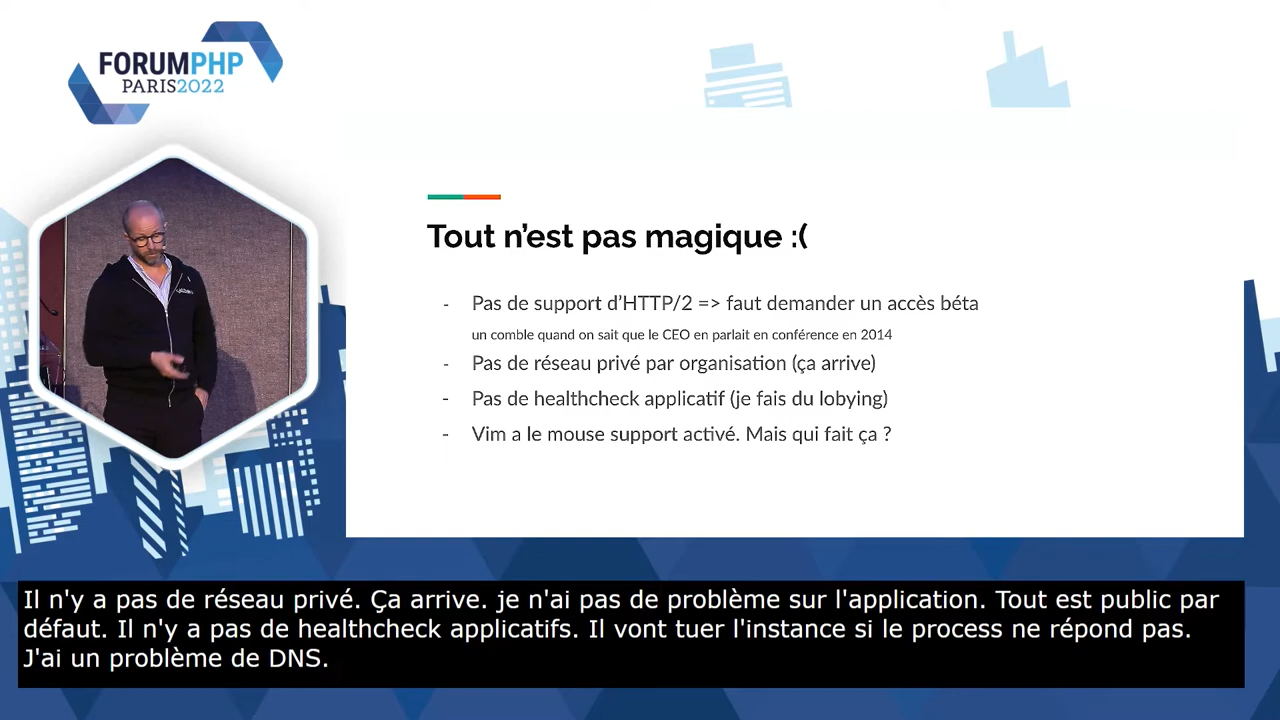 FORUMPHP
PARIS2022
Tout n'est pas magique :(
- Pas de support d'HTTP/2 => faut demander un accès béta
un comble quand on sait que le CEO en parlait en conférence en 2014
- Pas de réseau privé par organisation (ça arrive)
- Pas de healthcheck applicatif (je fais du lobying)
- Vim a le mouse support activé. Mais qui fait ça ?
Il n'y a pas de réseau privé. Ça arrive. je n'ai pas de problème sur l'application. Tout est public par
défaut. Il n'y a pas de healthcheck applicatifs. Il vont tuer l'instance si le process ne répond pas.
J'ai un problème de DNS.